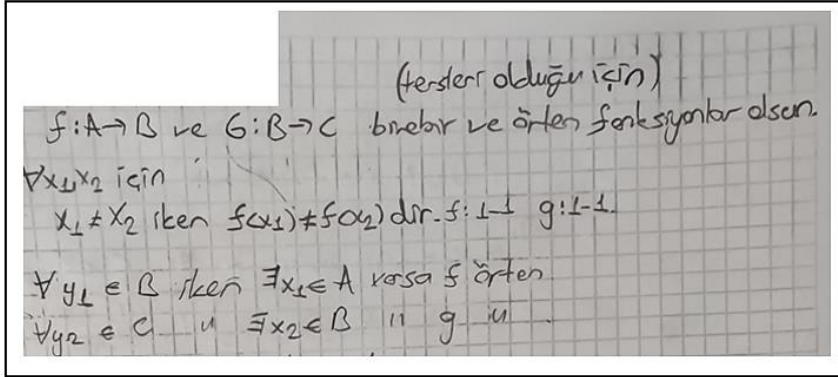 (tersleri olduğu için)
f:A→B ve G:B→C birebir ve örten fonksiyonlar olsun.
∀x₁,x₂ için
x₁ ≠ x₂ iken f(x₁) ≠ f(x₂) dir. f:1-1 g:1-1.
∀y₁ ∈ B iken ∃x₁ ∈ A varsa f örten
∀y₂ ∈ C " ∃x₂ ∈ B " g " .